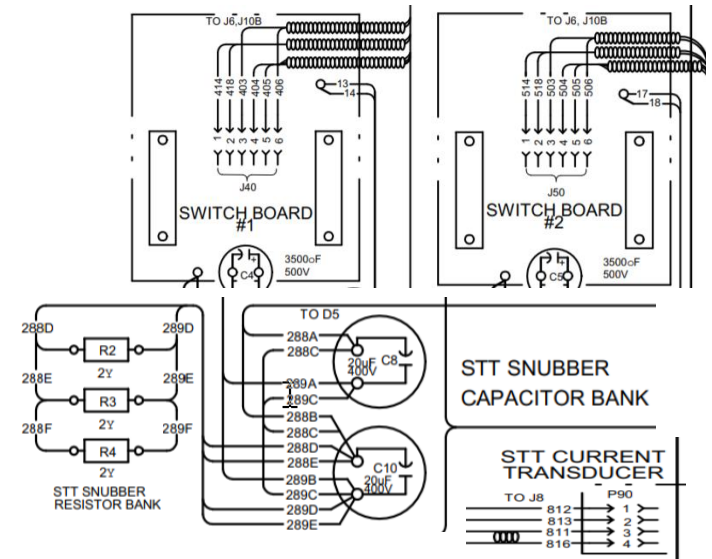 TO J6,J10B
414
418
403
404
405
406
13
14
1
2
3
4
5
6
J40
SWITCH BOARD
#1
3500oF
500V
C4
+
TO J6, J10B
514
518
503
504
505
506
17
18
1
2
3
4
5
6
J50
SWITCH BOARD
#2
3500oF
500V
C5
+
288D
289D
R2
2Y
288E
289E
R3
2Y
288F
289F
R4
2Y
STT SNUBBER
RESISTOR BANK
TO D5
288A
288C
20uF
400V
C8
289A
289C
288B
288C
288D
288E
C10
20uF
400V
289B
289C
289D
289E
STT SNUBBER
CAPACITOR BANK
STT CURRENT
TRANSDUCER
TO J8
P90
812 1
813 2
811 3
816 4